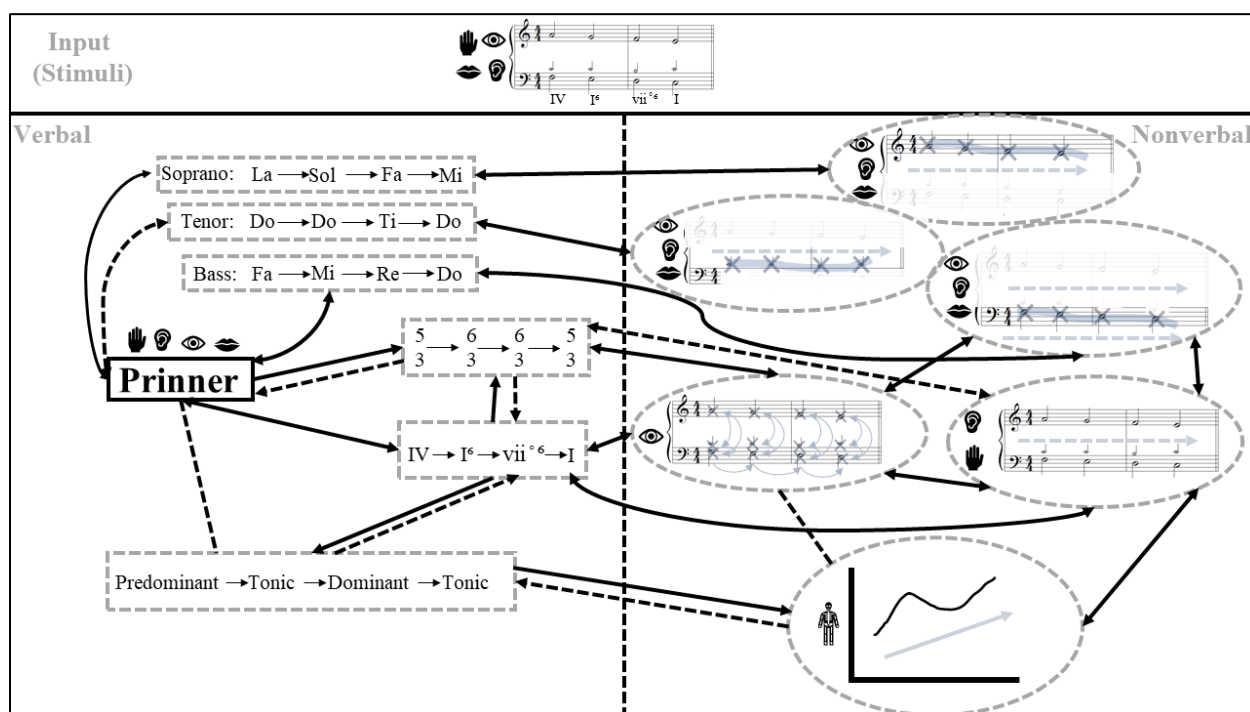 Input
(Stimuli)
IV I⁶ vii°⁶ I
Verbal
Nonverbal
Soprano: La → Sol → Fa → Mi
Tenor: Do → Do → Ti → Do
Bass: Fa → Mi → Re → Do
5 → 6 → 6 → 5
3 3 3 3
Prinner
IV → I⁶ → vii°⁶ → I
Predominant → Tonic → Dominant → Tonic